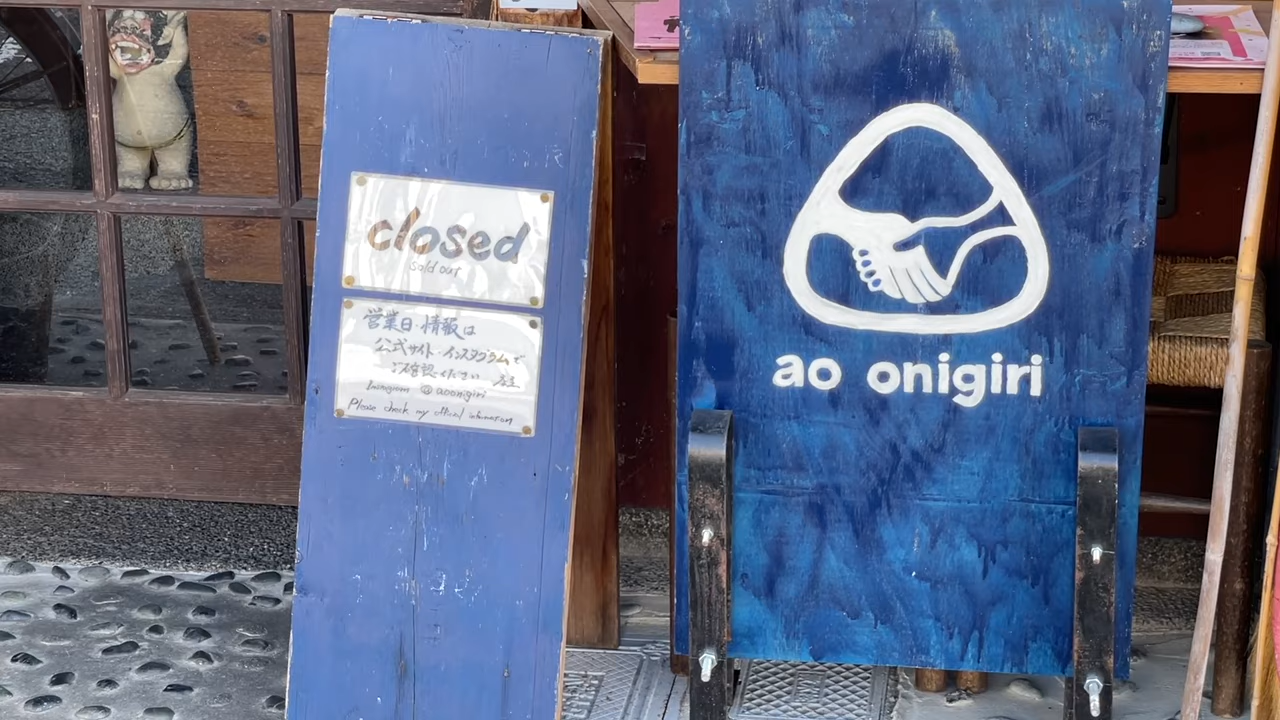 closed
sold out
営業日・情報は
公式サイト・インスタグラムで
ご確認ください
Instagram @ aoonigiri
Please check my official information
ao onigiri